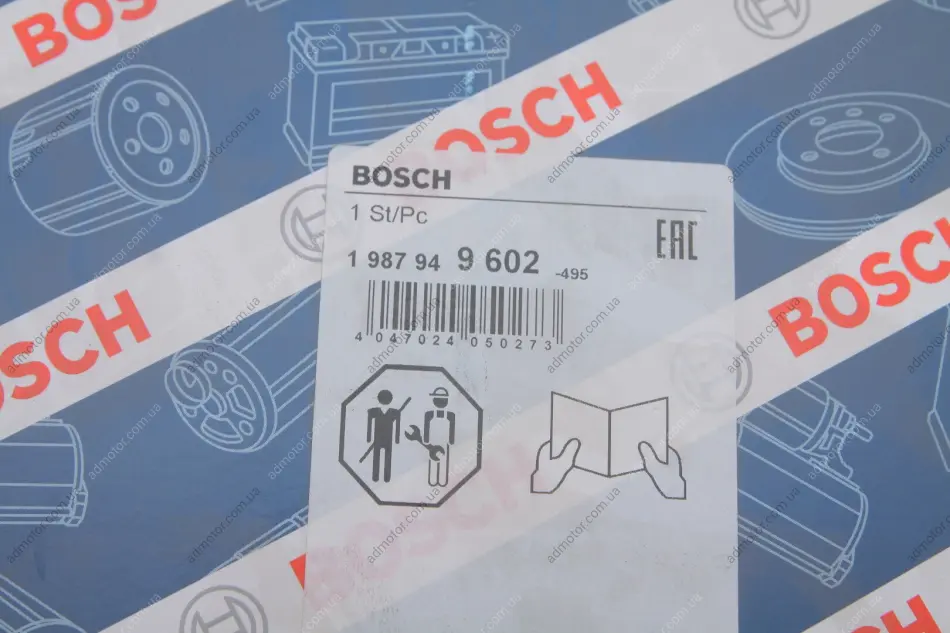 BOSCH
BOSCH
BOSCH
1 St/Pc
EAC
1 987 94 9 602 -495
4 047024 050273
BOSCH
BOSCH
BOSCH
admotor.com.ua